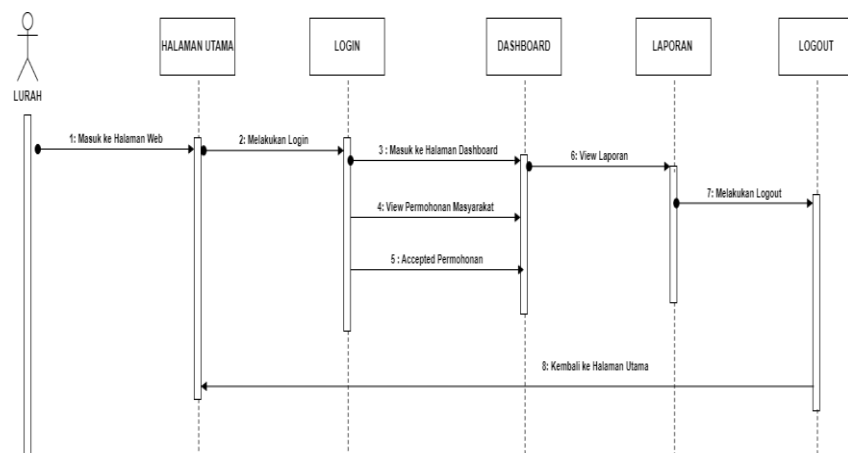 HALAMAN UTAMA
LOGIN
DASHBOARD
LAPORAN
LOGOUT
LURAH
1: Masuk ke Halaman Web
2: Melakukan Login
3 : Masuk ke Halaman Dashboard
6: View Laporan
7: Melakukan Logout
4: View Permohonan Masyarakat
5 : Accepted Permohonan
8: Kembali ke Halaman Utama